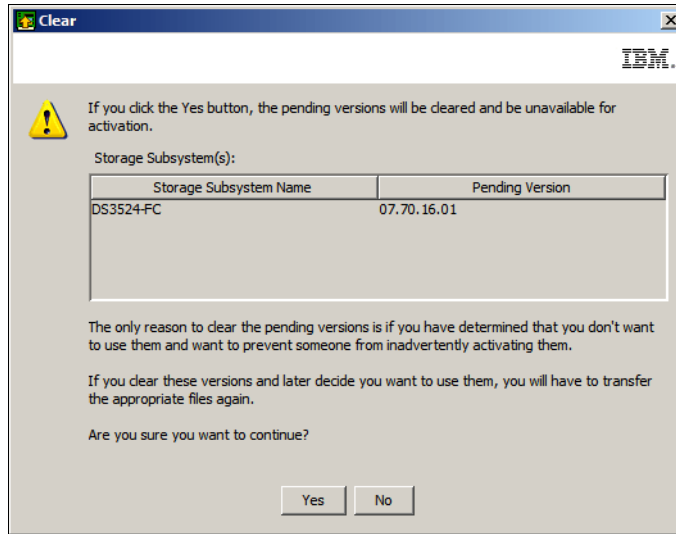 Clear
IBM.
If you click the Yes button, the pending versions will be cleared and be unavailable for
activation.
Storage Subsystem(s):
Storage Subsystem Name Pending Version
DS3524-FC 07.70.16.01
The only reason to clear the pending versions is if you have determined that you don't want
to use them and want to prevent someone from inadvertently activating them.
If you clear these versions and later decide you want to use them, you will have to transfer
the appropriate files again.
Are you sure you want to continue?
Yes No